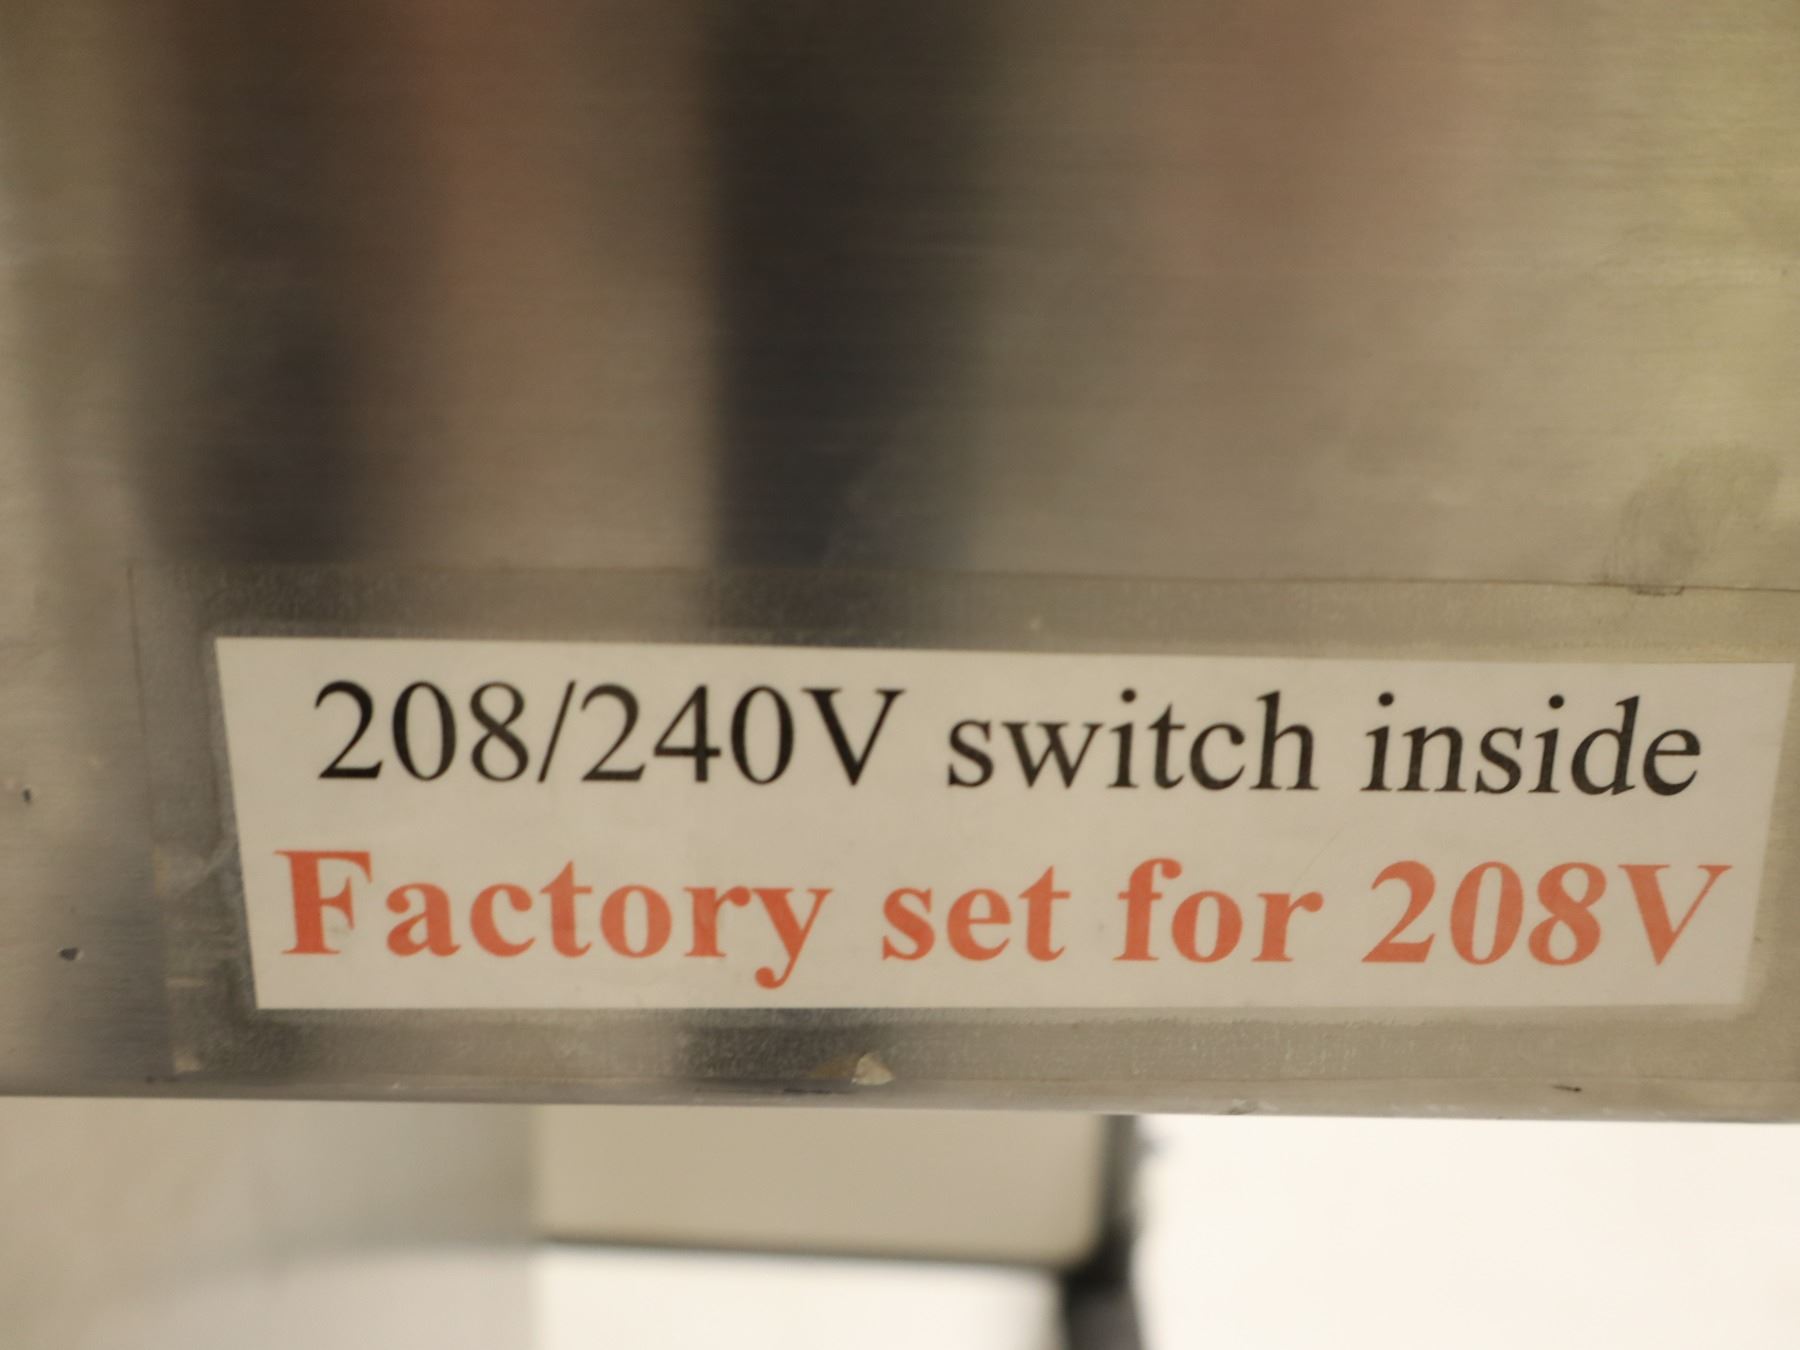 208/240V switch inside
Factory set for 208V